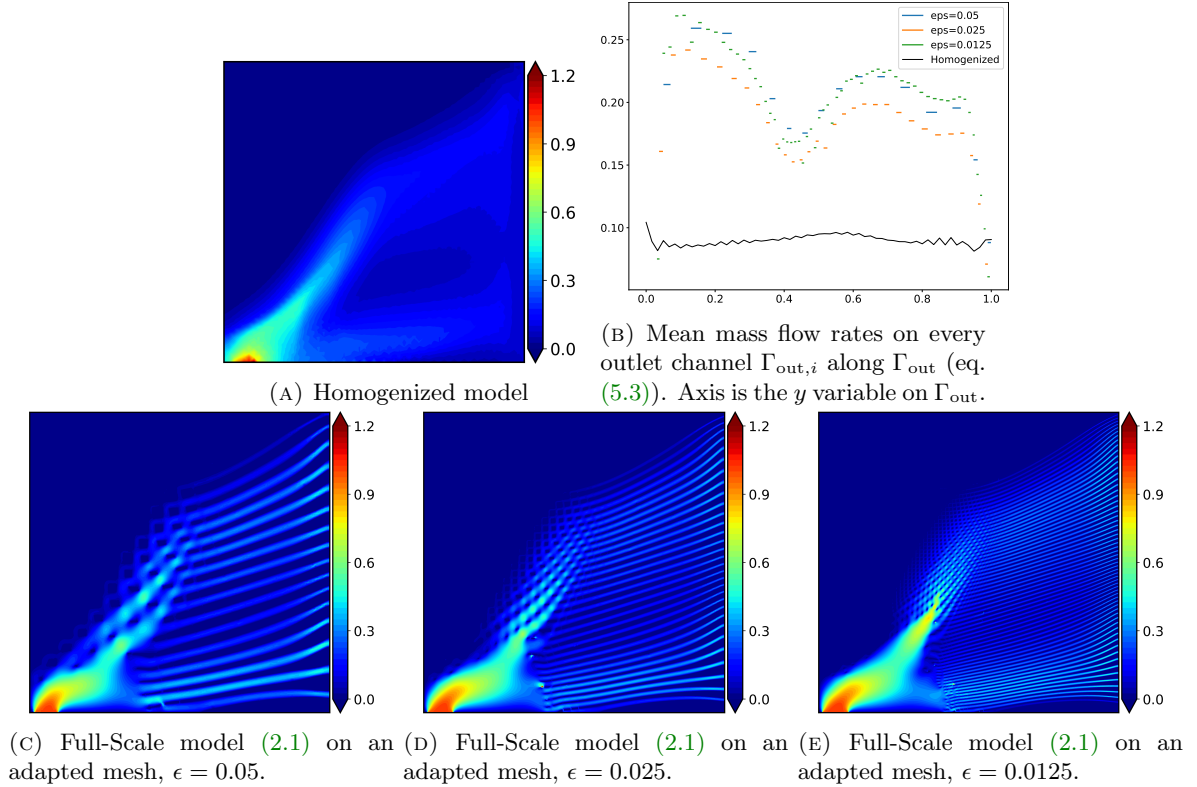 1.2
0.9
0.6
0.3
0.0
(A) Homogenized model
0.25
0.20
0.15
0.10
0.0 0.2 0.4 0.6 0.8 1.0
eps=0.05
eps=0.025
eps=0.0125
Homogenized
(B) Mean mass flow rates on every
outlet channel Γout,i along Γout (eq.
(5.3)). Axis is the y variable on Γout.
1.2
0.9
0.6
0.3
0.0
(C) Full-Scale model (2.1) on an
adapted mesh, ϵ = 0.05.
1.2
0.9
0.6
0.3
0.0
(D) Full-Scale model (2.1) on an
adapted mesh, ϵ = 0.025.
1.2
0.9
0.6
0.3
0.0
(E) Full-Scale model (2.1) on an
adapted mesh, ϵ = 0.0125.